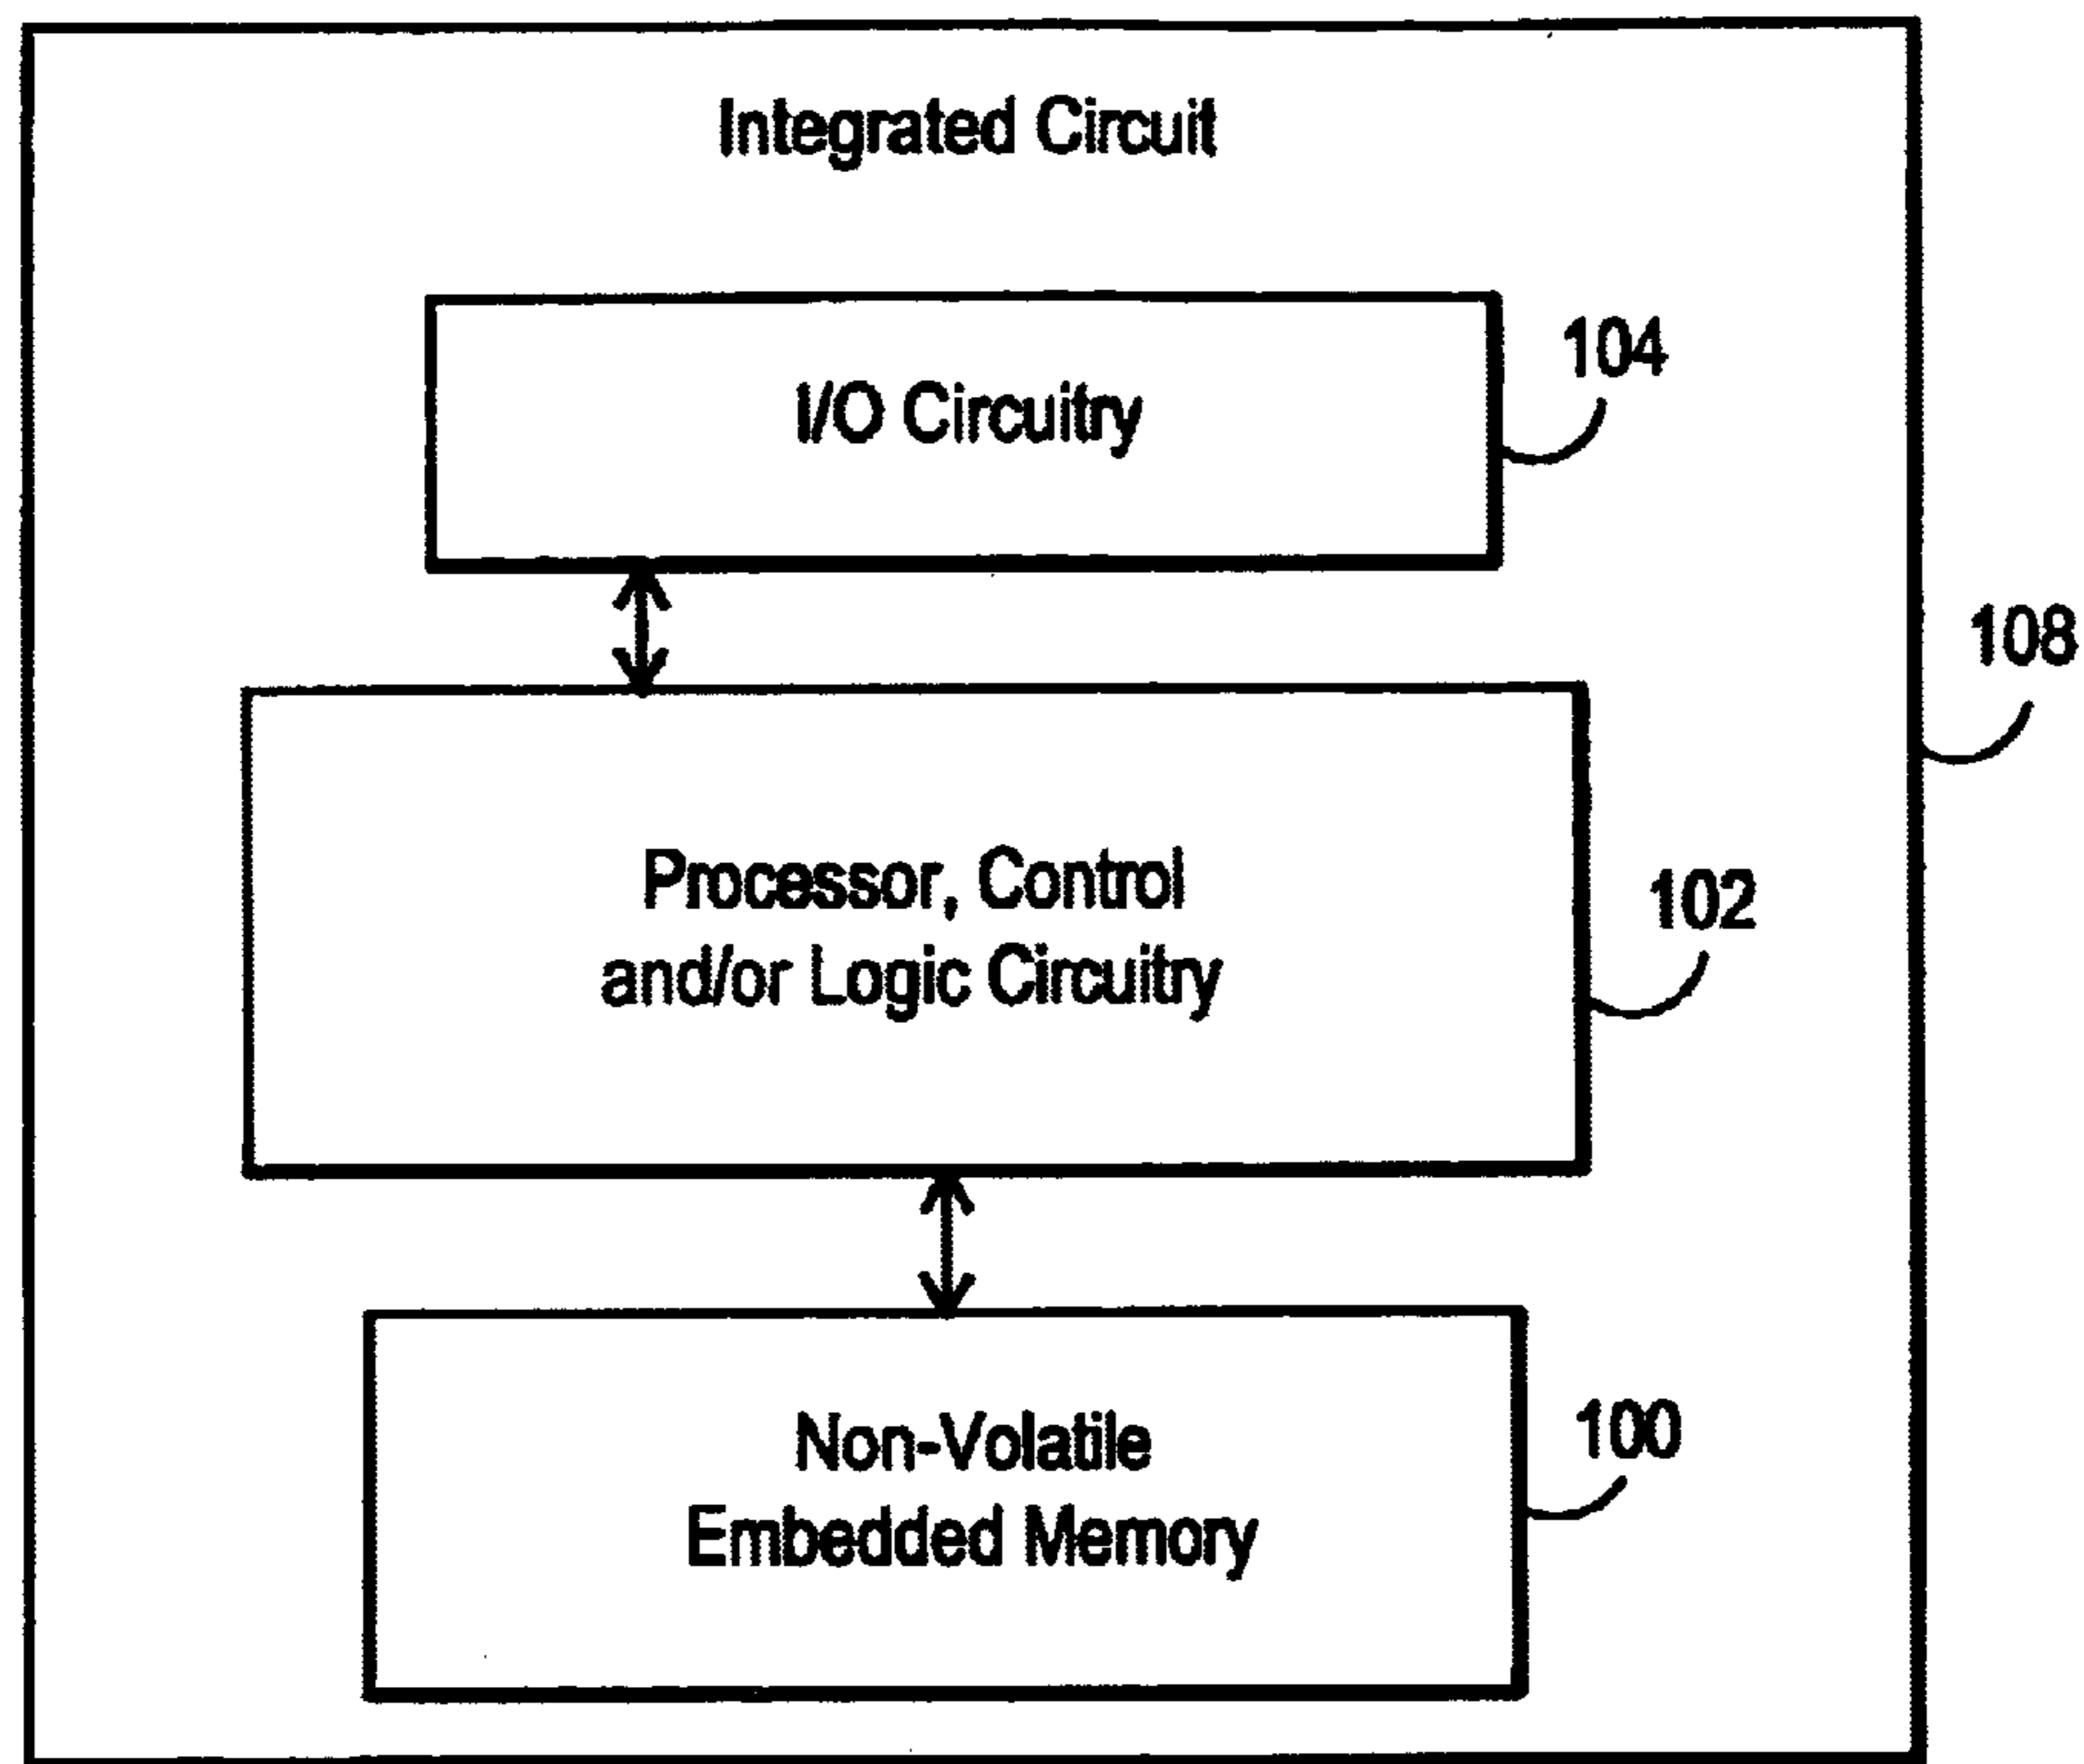 Integrated Circuit
I/O Circuitry
104
108
Processor, Control
and/or Logic Circuitry
102
Non-Volatile
Embedded Memory
100